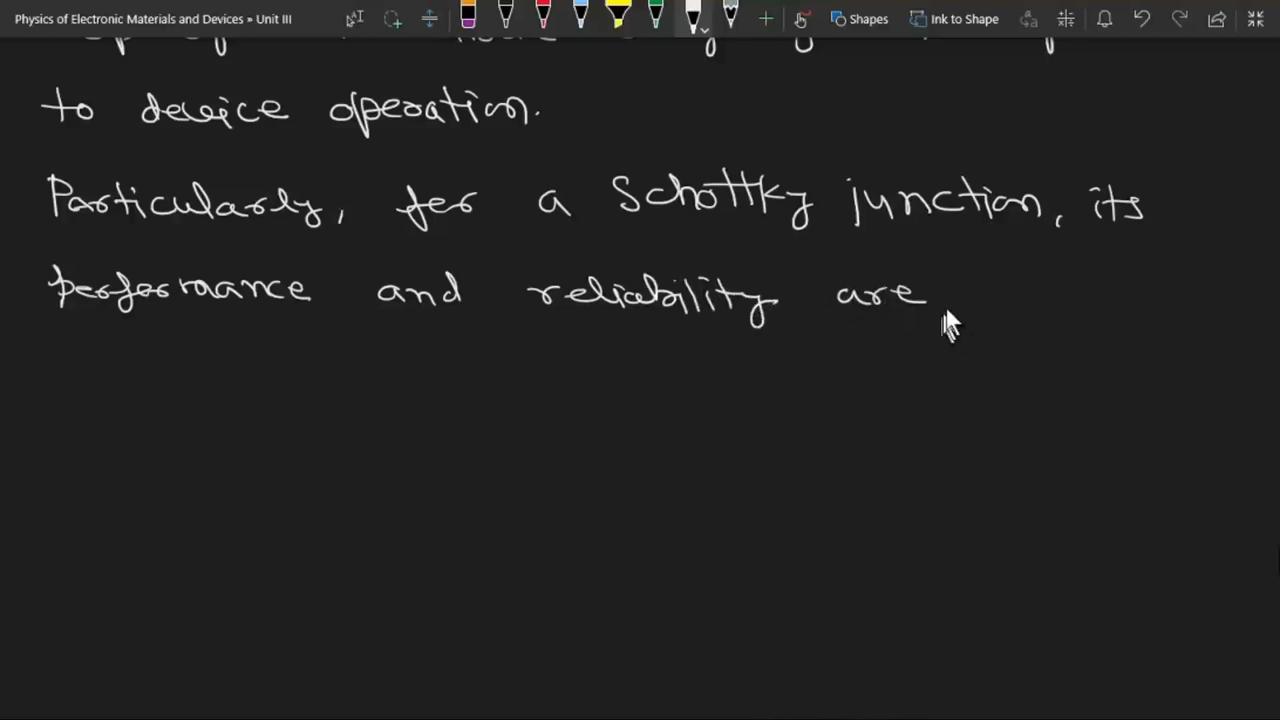 Physics of Electronic Materials and Devices » Unit III
Shapes
Ink to Shape
to device operation.
Particularly, for a Schottky junction, its
performance and reliability are